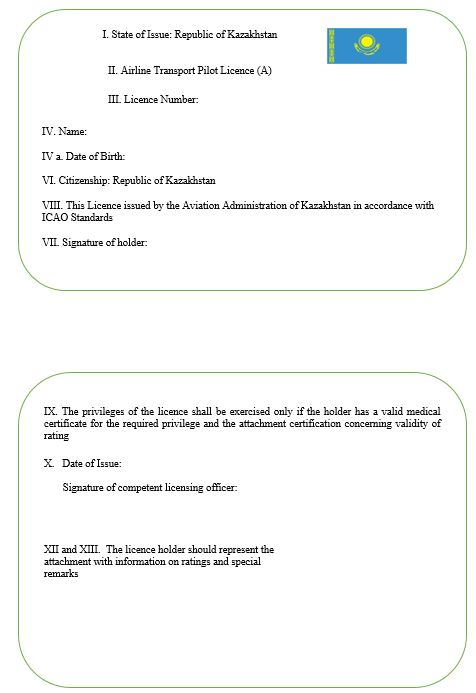 I. State of Issue: Republic of Kazakhstan
II. Airline Transport Pilot Licence (A)
III. Licence Number:
IV. Name:
IV a. Date of Birth:
VI. Citizenship: Republic of Kazakhstan
VIII. This Licence issued by the Aviation Administration of Kazakhstan in accordance with
ICAO Standards
VII. Signature of holder:
IX. The privileges of the licence shall be exercised only if the holder has a valid medical
certificate for the required privilege and the attachment certification concerning validity of
rating
X. Date of Issue:
Signature of competent licensing officer:
XII and XIII. The licence holder should represent the
attachment with information on ratings and special
remarks